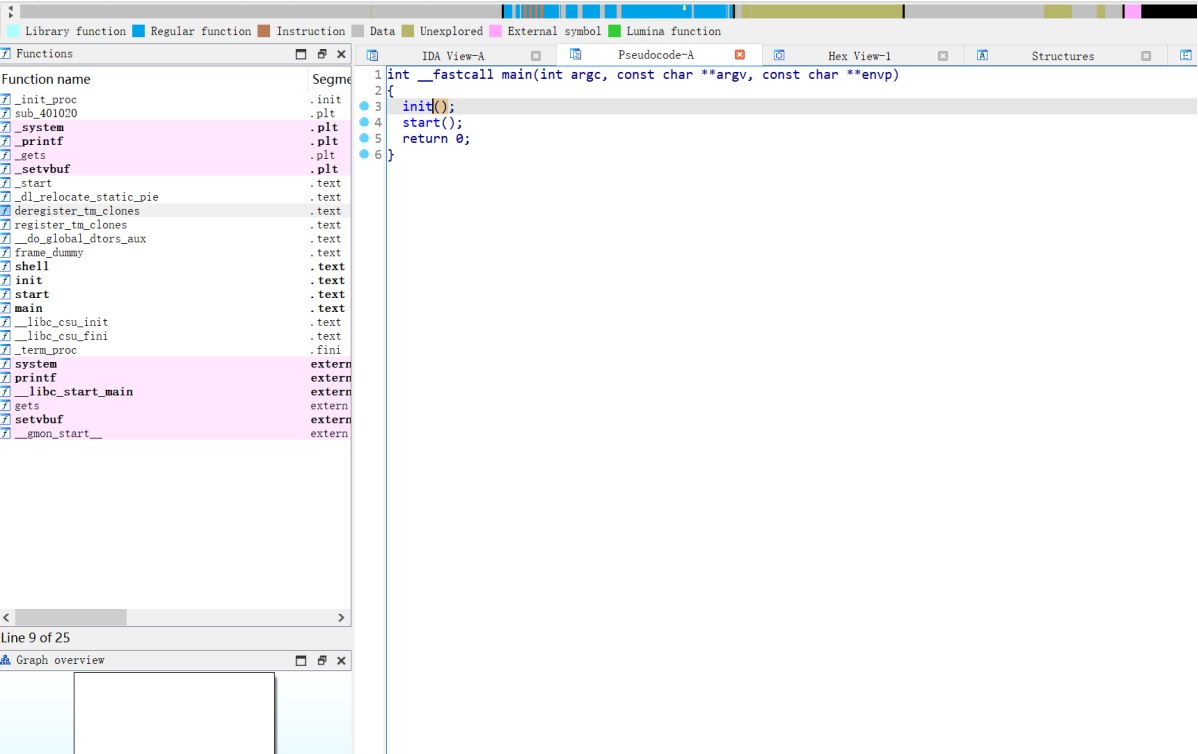 Library function Regular function Instruction Data Unexplored External symbol Lumina function
Functions
Function name Segme
_init_proc .init
sub_401020 .plt
_system .plt
_printf .plt
_gets .plt
_setvbuf .plt
_start .text
_dl_relocate_static_pie .text
deregister_tm_clones .text
register_tm_clones .text
__do_global_dtors_aux .text
frame_dummy .text
shell .text
init .text
start .text
main .text
__libc_csu_init .text
__libc_csu_fini .text
_term_proc .fini
system extern
printf extern
__libc_start_main extern
gets extern
setvbuf extern
__gmon_start__ extern
Line 9 of 25
Graph overview
IDA View-A Pseudocode-A Hex View-1 Structures
1 int __fastcall main(int argc, const char **argv, const char **envp)
2 {
3 init();
4 start();
5 return 0;
6 }